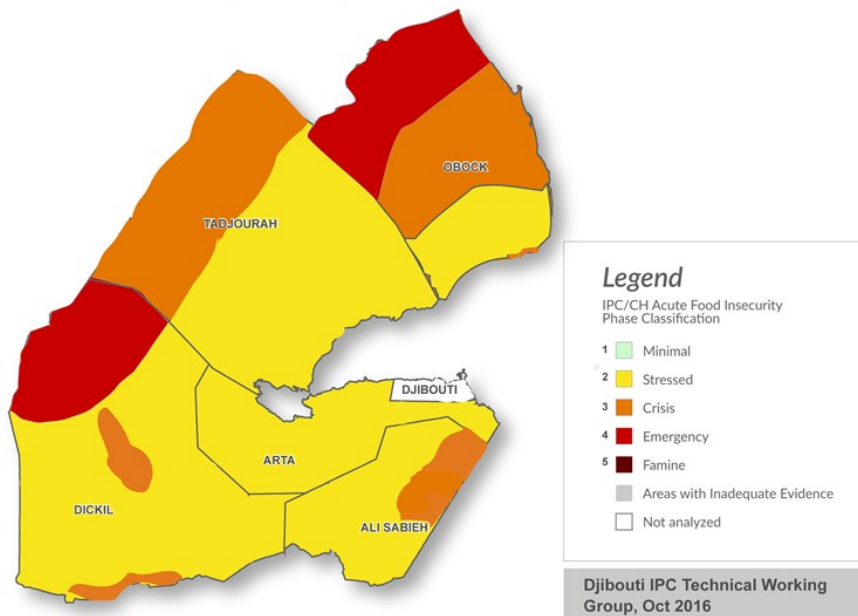 OBOCK
TADJOURAH
DJIBOUTI
ARTA
DICKIL
ALI SABIEH
Legend
IPC/CH Acute Food Insecurity
Phase Classification
1 Minimal
2 Stressed
3 Crisis
4 Emergency
5 Famine
Areas with Inadequate Evidence
Not analyzed
Djibouti IPC Technical Working
Group, Oct 2016